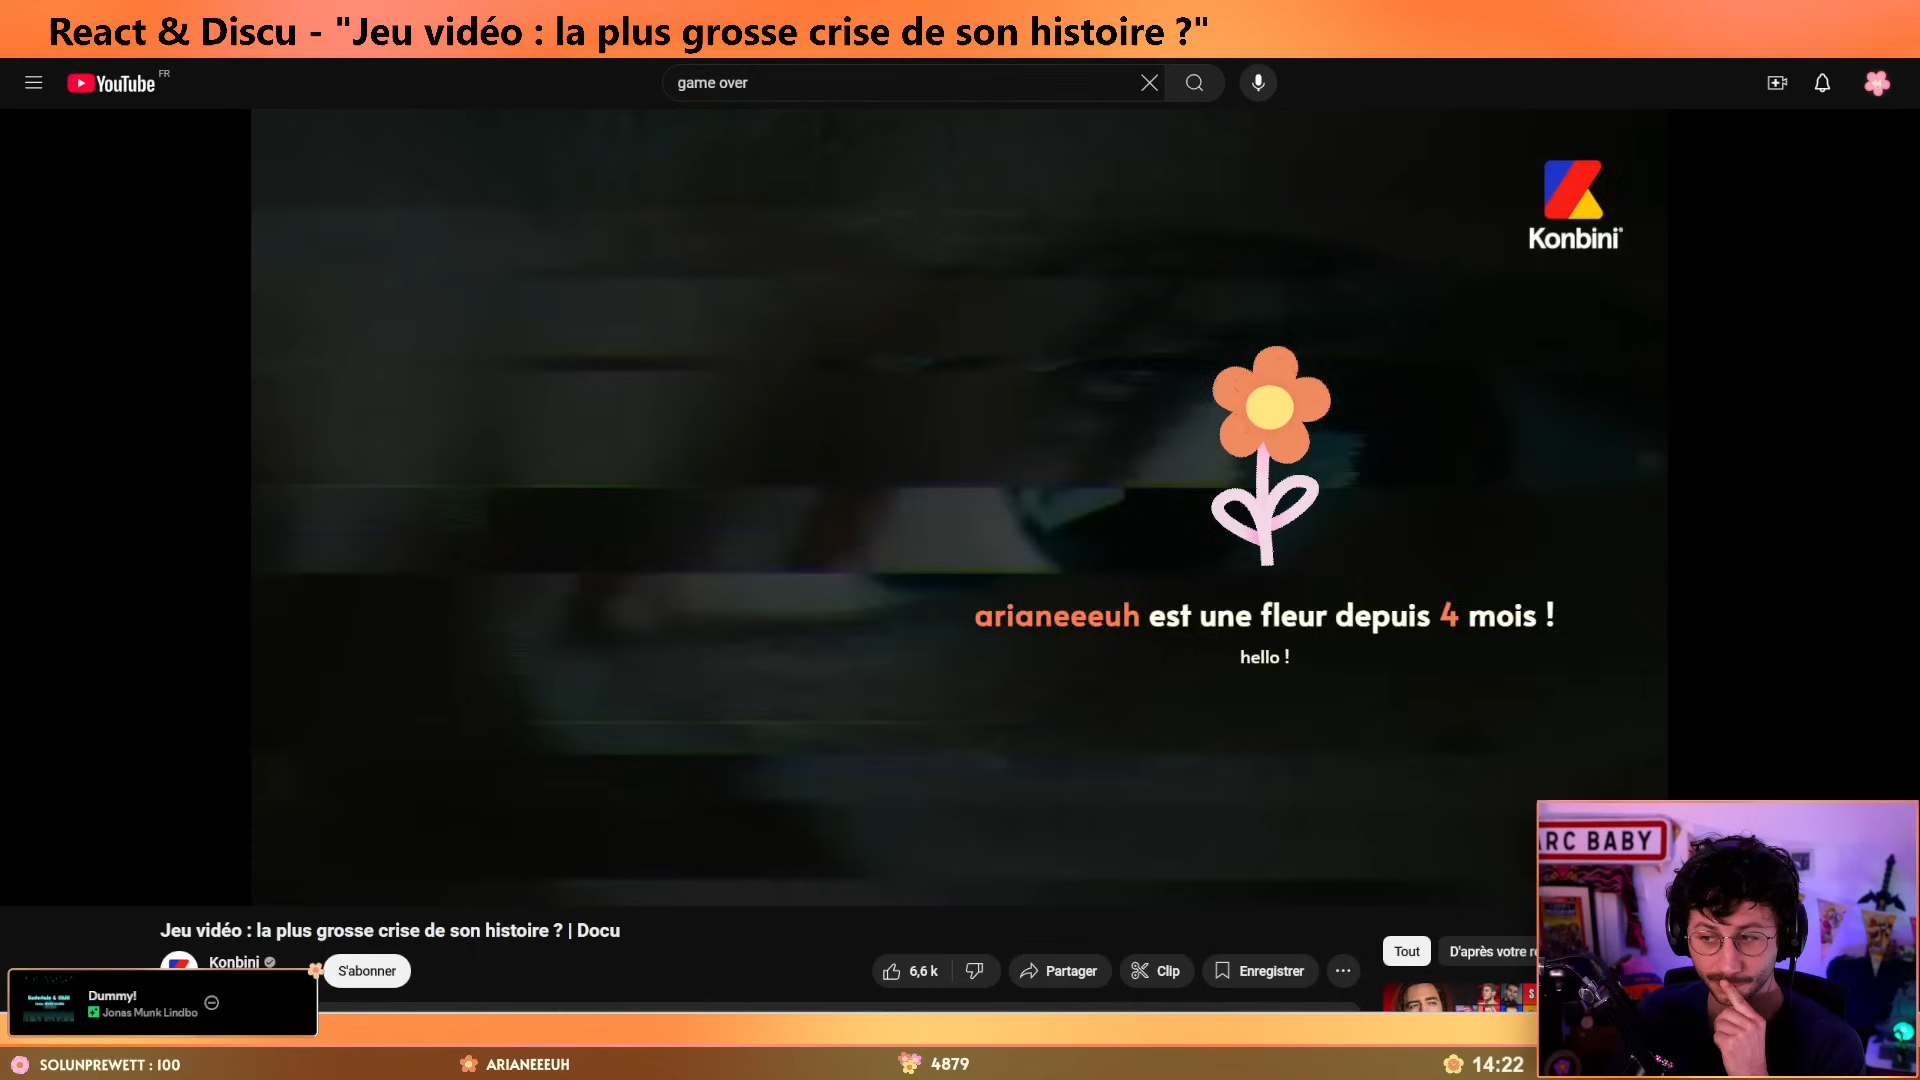 React & Discu - "Jeu vidéo : la plus grosse crise de son histoire ?"
YouTube FR
game over
Konbini
arianeeeuh est une fleur depuis 4 mois !
hello !
Jeu vidéo : la plus grosse crise de son histoire ? | Docu
Konbini
S'abonner
6,6 k
Partager
Clip
Enregistrer
Tout
D'après votre re
RC BABY
Dummy!
Jonas Munk Lindbo
SOLUNPREWETT : 100
ARIANEEEUH
4879
14:22